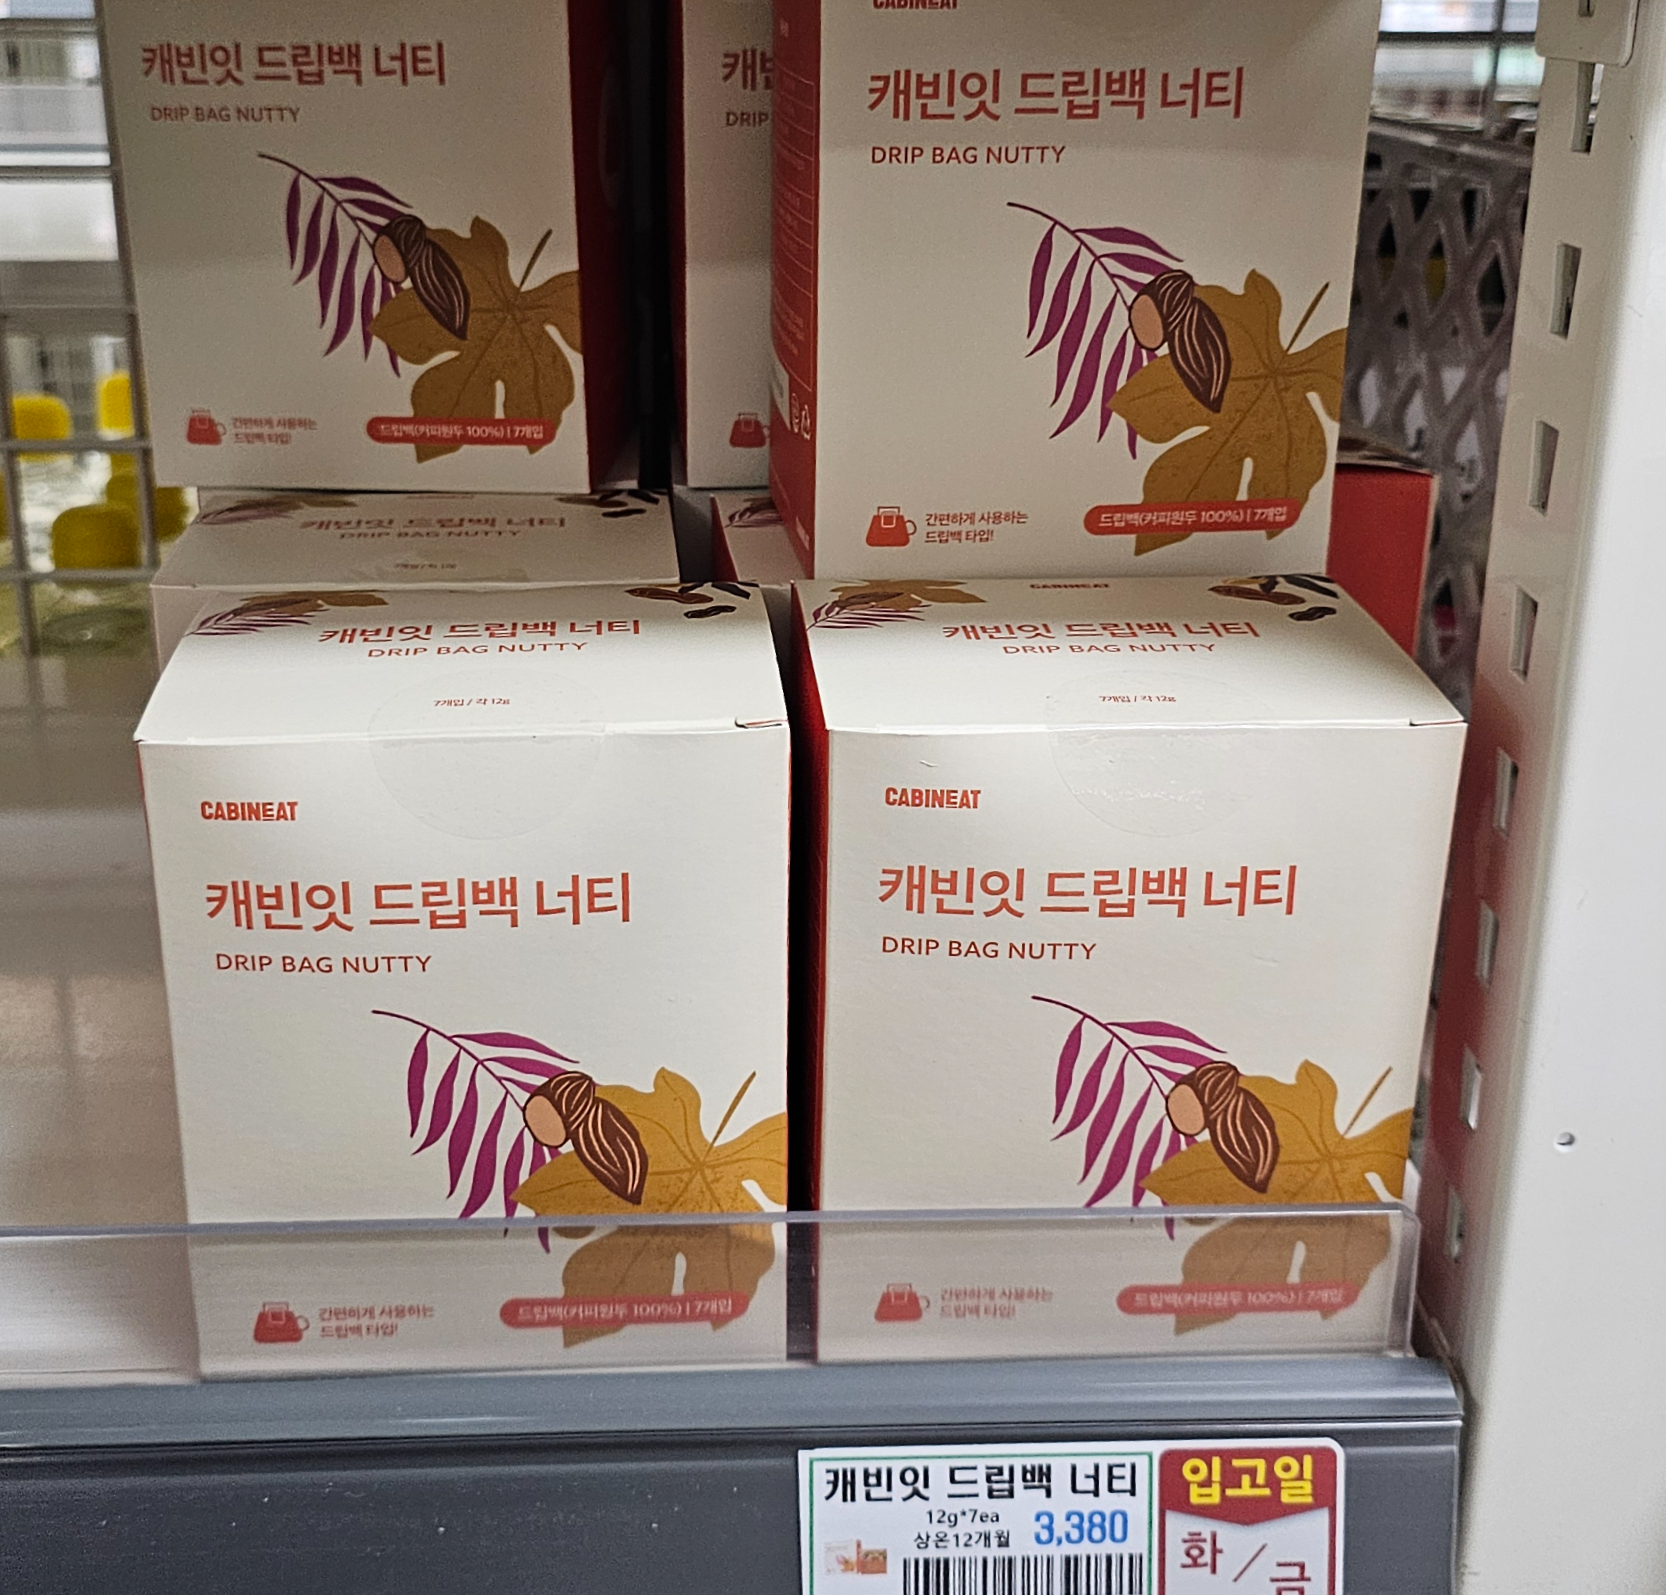 캐빈잇 드립백 너티
DRIP BAG NUTTY
간편하게 사용하는
드립백 타입!
드립백(커피원두 100%) | 7개입
캐빈
DRIP
CABINEAT
캐빈잇 드립백 너티
DRIP BAG NUTTY
간편하게 사용하는
드립백 타입!
드립백(커피원두 100%) | 7개입
캐빈잇 드립백 너티
DRIP BAG NUTTY
캐빈잇 드립백 너티
DRIP BAG NUTTY
7개입 / 각 12g
CABINEAT
캐빈잇 드립백 너티
DRIP BAG NUTTY
간편하게 사용하는
드립백 타입!
드립백(커피원두 100%) | 7개입
CABINEAT
캐빈잇 드립백 너티
DRIP BAG NUTTY
7개입 / 각 12g
CABINEAT
캐빈잇 드립백 너티
DRIP BAG NUTTY
간편하게 사용하는
드립백 타입!
드립백(커피원두 100%) | 7개입
캐빈잇 드립백 너티
12g*7ea
상온12개월 3,380
입고일
화 / 금